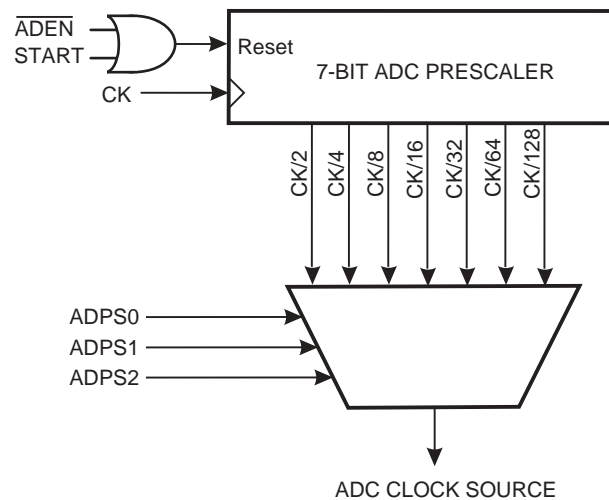 ADEN
START
Reset
7-BIT ADC PRESCALER
CK
CK/2
CK/4
CK/8
CK/16
CK/32
CK/64
CK/128
ADPS0
ADPS1
ADPS2
ADC CLOCK SOURCE